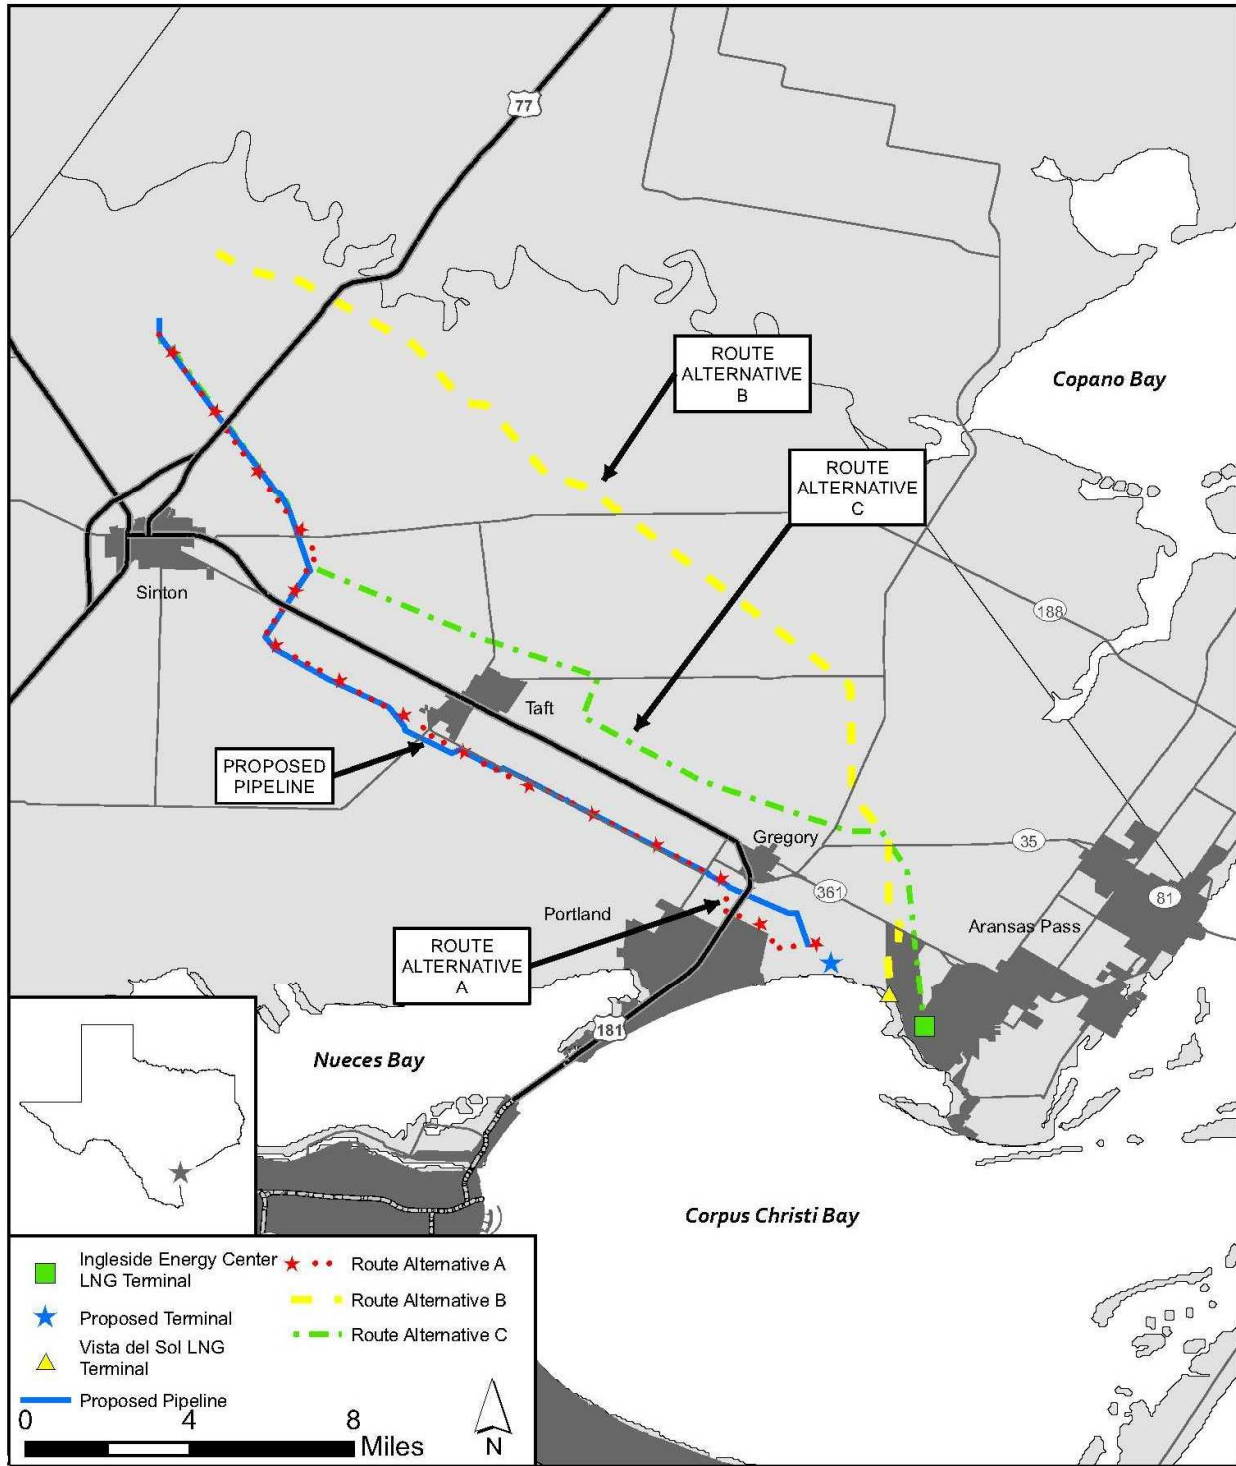 77
ROUTE
ALTERNATIVE
B
Copano Bay
ROUTE
ALTERNATIVE
C
Sinton
188
Taft
PROPOSED
PIPELINE
Gregory
35
361
81
Portland
Aransas Pass
ROUTE
ALTERNATIVE
A
181
Nueces Bay
Corpus Christi Bay
Ingleside Energy Center
LNG Terminal
Proposed Terminal
Vista del Sol LNG
Terminal
Proposed Pipeline
Route Alternative A
Route Alternative B
Route Alternative C
0 4 8
Miles
N